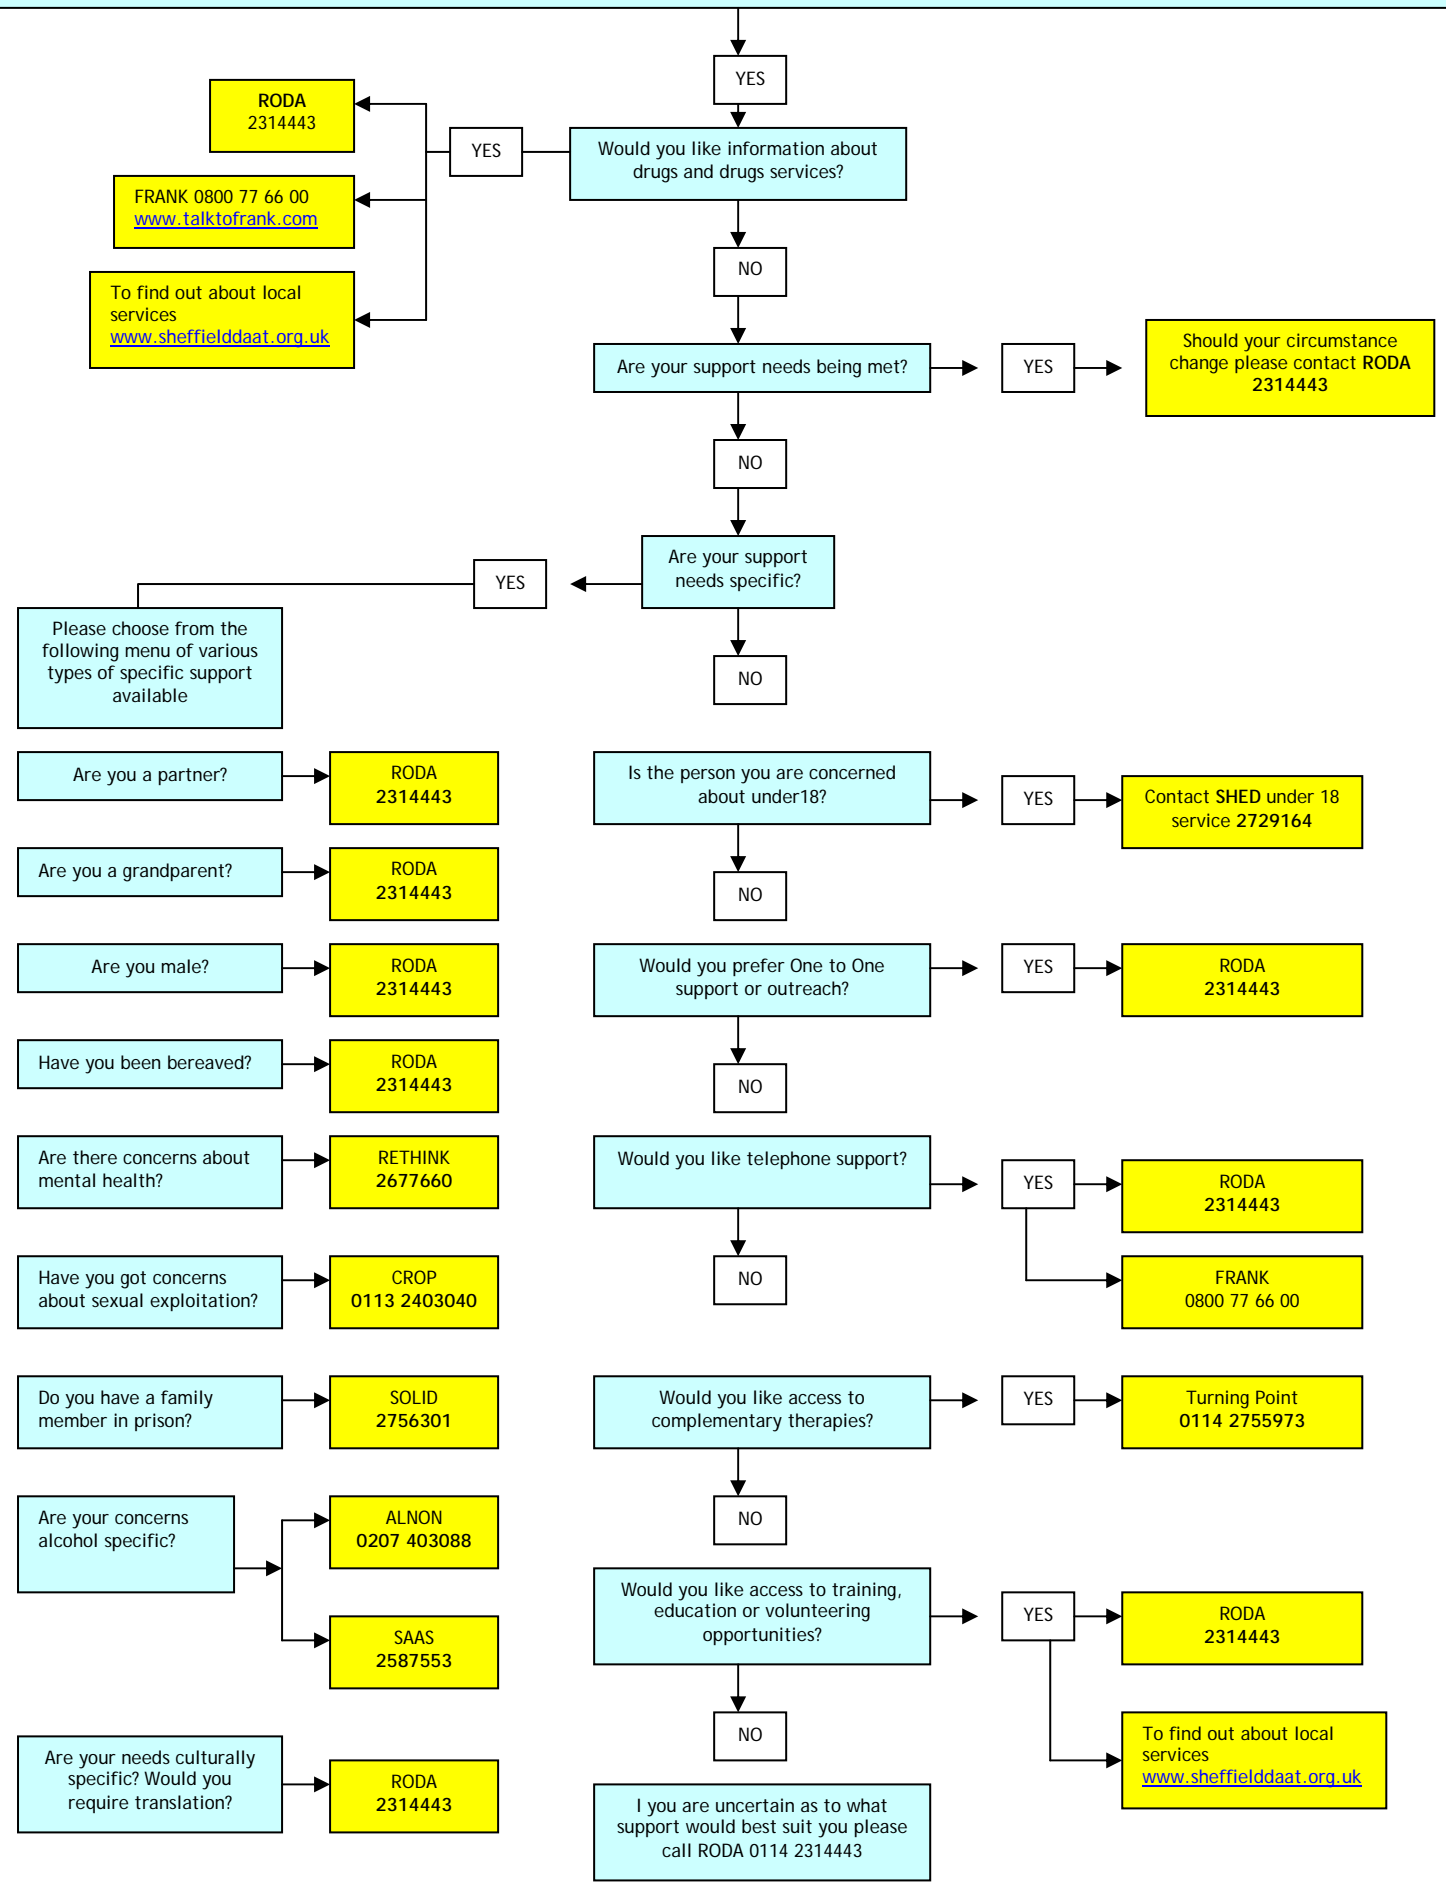 YES
RODA
2314443
YES
Would you like information about
drugs and drugs services?
FRANK 0800 77 66 00
www.talktofrank.com
NO
To find out about local
services
www.sheffielddaat.org.uk
Are your support needs being met?
YES
Should your circumstance
change please contact RODA
2314443
NO
Are your support
needs specific?
YES
Please choose from the
following menu of various
types of specific support
available
NO
Are you a partner?
RODA
2314443
Is the person you are concerned
about under18?
YES
Contact SHED under 18
service 2729164
Are you a grandparent?
RODA
2314443
NO
Are you male?
RODA
2314443
Would you prefer One to One
support or outreach?
YES
RODA
2314443
Have you been bereaved?
RODA
2314443
NO
Are there concerns about
mental health?
RETHINK
2677660
Would you like telephone support?
YES
RODA
2314443
Have you got concerns
about sexual exploitation?
CROP
0113 2403040
NO
FRANK
0800 77 66 00
Do you have a family
member in prison?
SOLID
2756301
Would you like access to
complementary therapies?
YES
Turning Point
0114 2755973
Are your concerns
alcohol specific?
ALNON
0207 403088
NO
SAAS
2587553
Would you like access to training,
education or volunteering
opportunities?
YES
RODA
2314443
NO
To find out about local
services
www.sheffielddaat.org.uk
Are your needs culturally
specific? Would you
require translation?
RODA
2314443
I you are uncertain as to what
support would best suit you please
call RODA 0114 2314443